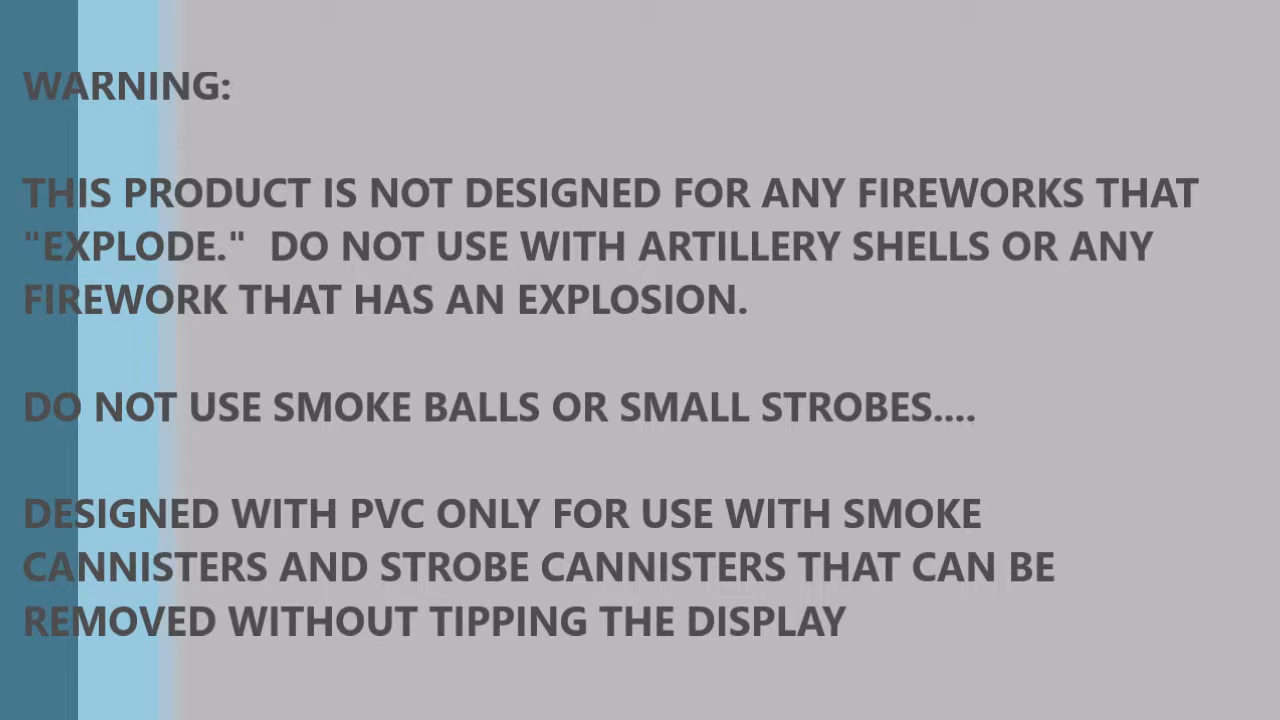 WARNING:
THIS PRODUCT IS NOT DESIGNED FOR ANY FIREWORKS THAT
"EXPLODE."  DO NOT USE WITH ARTILLERY SHELLS OR ANY
FIREWORK THAT HAS AN EXPLOSION.
DO NOT USE SMOKE BALLS OR SMALL STROBES....
DESIGNED WITH PVC ONLY FOR USE WITH SMOKE
CANNISTERS AND STROBE CANNISTERS THAT CAN BE
REMOVED WITHOUT TIPPING THE DISPLAY